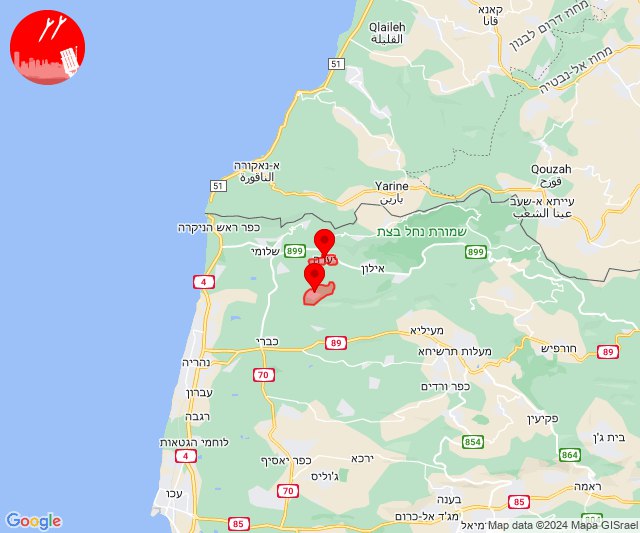 Qlaileh
القليلة
קאנא
قانا
מחוז דרום לבנון
מחוז אל-נבטיה
51
א-נאקורה
الناقورة
51
Yarine
يارين
Qouzah
قوزح
עייתא א-שעב
عيتا الشعب
כפר ראש הניקרה
שלומי
899
שמורת נחל בצת
899
אילון
4
כברי
89
מעיליא
מעלות תרשיחא
חורפיש
89
נהריה
70
עברון
כפר ורדים
רגבה
פקיעין
לוחמי הגטאות
4
854
בית ג'ן
864
כפר יאסיף
ירכא
ג'וליס
70
ראמה
עכו
בענה
85
85
מג'ד אל-כרום
Google
Map data ©2024 Mapa GISrael